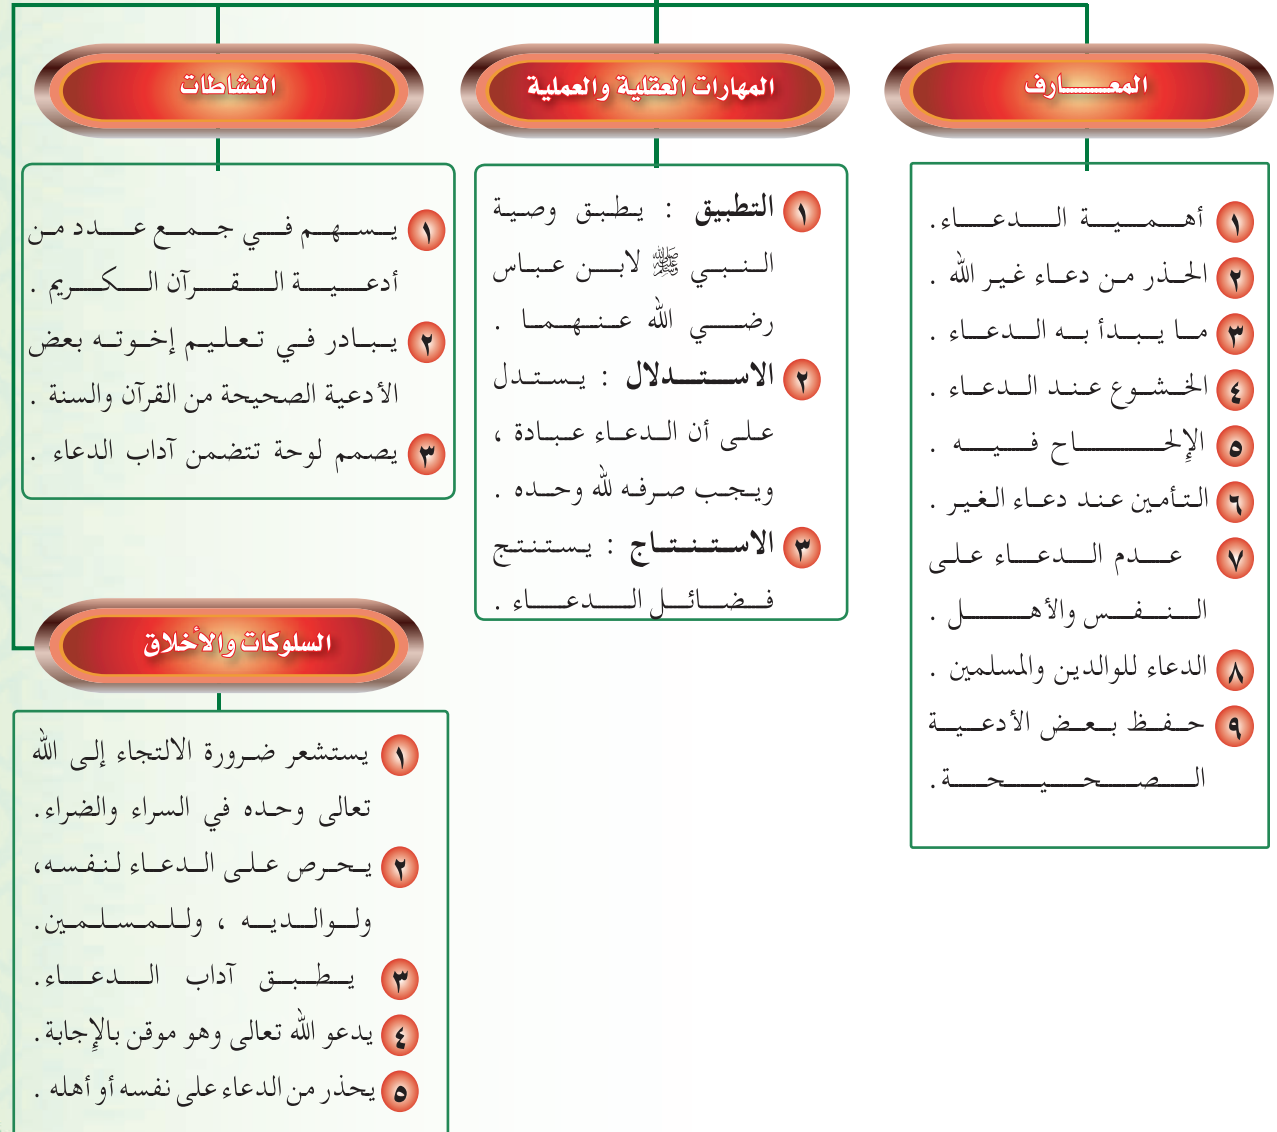 المعـــارف
١ أهمية الدعاء.
٢ الحذر من دعاء غير الله .
٣ ما يبدأ به الدعاء .
٤ الخشوع عند الدعاء .
٥ الإلحاح فيه .
٦ التأمين عند دعاء الغير .
٧ عدم الدعاء على
النفس والأهل .
٨ الدعاء للوالدين والمسلمين .
٩ حفظ بعض الأدعية
الصحيحة.
المهارات العقلية والعملية
١ التطبيق : يطبق وصية
النبي ﷺ لابن عباس
رضي الله عنهما .
٢ الاستدلال : يستدل
على أن الدعاء عبادة ،
ويجب صرفه لله وحده .
٣ الاستنتاج : يستنتج
فضائل الدعاء .
النشاطات
١ يسهم في جمع عدد من
أدعية القرآن الكريم .
٢ يبادر في تعليم إخوته بعض
الأدعية الصحيحة من القرآن والسنة .
٣ يصمم لوحة تتضمن آداب الدعاء .
السلوكات والأخلاق
١ يستشعر ضرورة الالتجاء إلى الله
تعالى وحده في السراء والضراء.
٢ يحرص على الدعاء لنفسه،
ولوالديه ، وللمسلمين.
٣ يطبق آداب الدعاء.
٤ يدعو الله تعالى وهو موقن بالإجابة.
٥ يحذر من الدعاء على نفسه أو أهله .